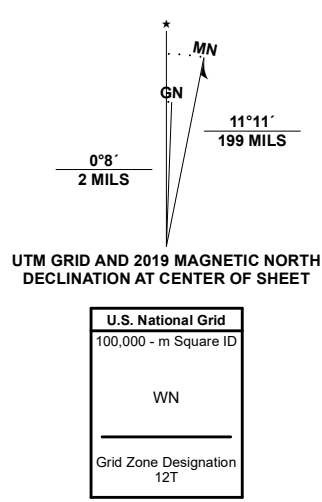 ★
MN
GN
11°11´
199 MILS
0°8´
2 MILS
UTM GRID AND 2019 MAGNETIC NORTH
DECLINATION AT CENTER OF SHEET
U.S. National Grid
100,000 - m Square ID
WN
Grid Zone Designation
12T